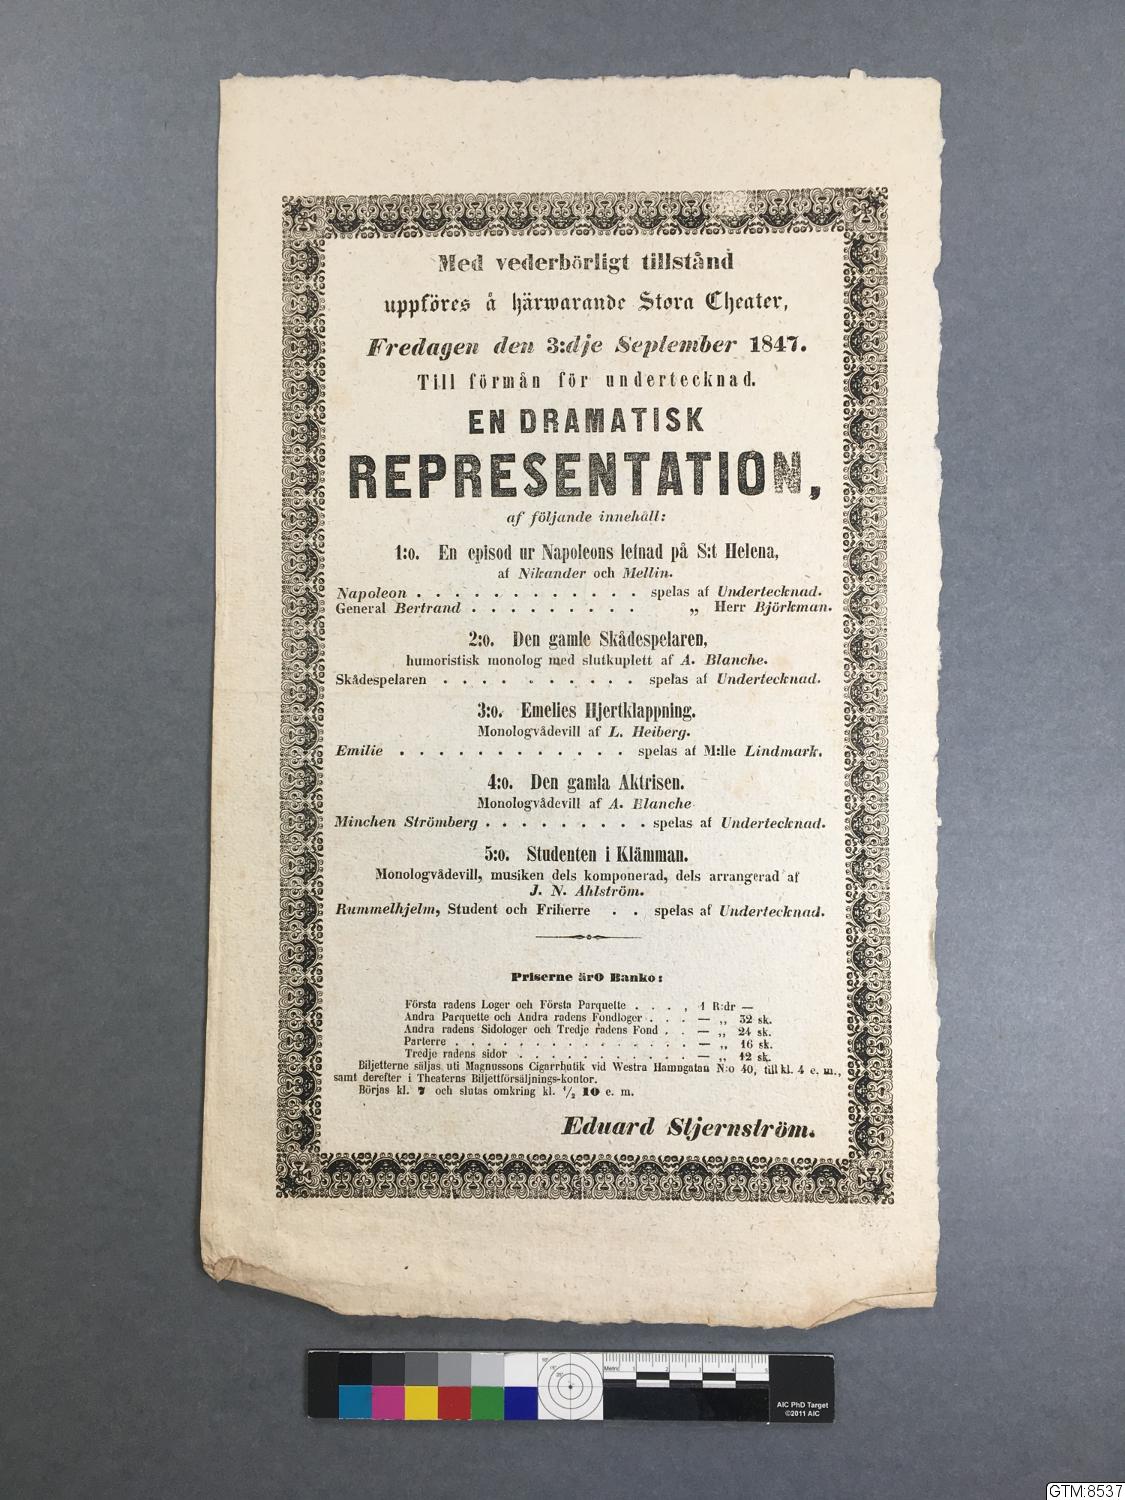 Med vederbörligt tillstånd
uppföres å härwarande Stora Theater,
Fredagen den 3:dje September 1847.
Till förmån för undertecknad.
EN DRAMATISK
REPRESENTATION,
af följande innehåll:
1:o. En episod ur Napoleons lefnad på S:t Helena,
af Nikander och Mellin.
Napoleon . . . . . . . . . . . . spelas af Undertecknad.
General Bertrand . . . . . . . . . „ Herr Björkman.
2:o. Den gamle Skådespelaren,
humoristisk monolog med slutkuplett af A. Blanche.
Skådespelaren . . . . . . . . . . spelas af Undertecknad.
3:o. Emelies Hjertklappning.
Monologvådevill af L. Heiberg.
Emilie . . . . . . . . . . . . spelas af M:lle Lindmark.
4:o. Den gamla Aktrisen.
Monologvådevill af A. Blanche
Minchen Strömberg . . . . . . . . . spelas af Undertecknad.
5:o. Studenten i Klämman.
Monologvådevill, musiken dels komponerad, dels arrangerad af
J. N. Ahlström.
Rummelhjelm, Student och Friherre . . spelas af Undertecknad.
Priserne äro Banko:
Första radens Loger och Första Parquette . . . , 1 R:dr —
Andra Parquette och Andra radens Fondloger . . . — „ 32 sk.
Andra radens Sidologer och Tredje radens Fond . . — „ 24 sk.
Parterre . . . . . . . . . . . . . . — „ 16 sk.
Tredje radens sidor . . . . . . . . . . . — „ 12 sk.
Biljetterne säljas uti Magnussons Cigarrbutik vid Westra Hamngatan N:o 40, till kl. 4 e. m.,
samt derefter i Theaterns Biljettförsäljnings-kontor.
Börjas kl. 7 och slutas omkring kl. 1/2 10 e. m.
Eduard Stjernström.
Metric 1 2 3 4 5
AIC PhD Target
©2011 AIC
GTM:8537